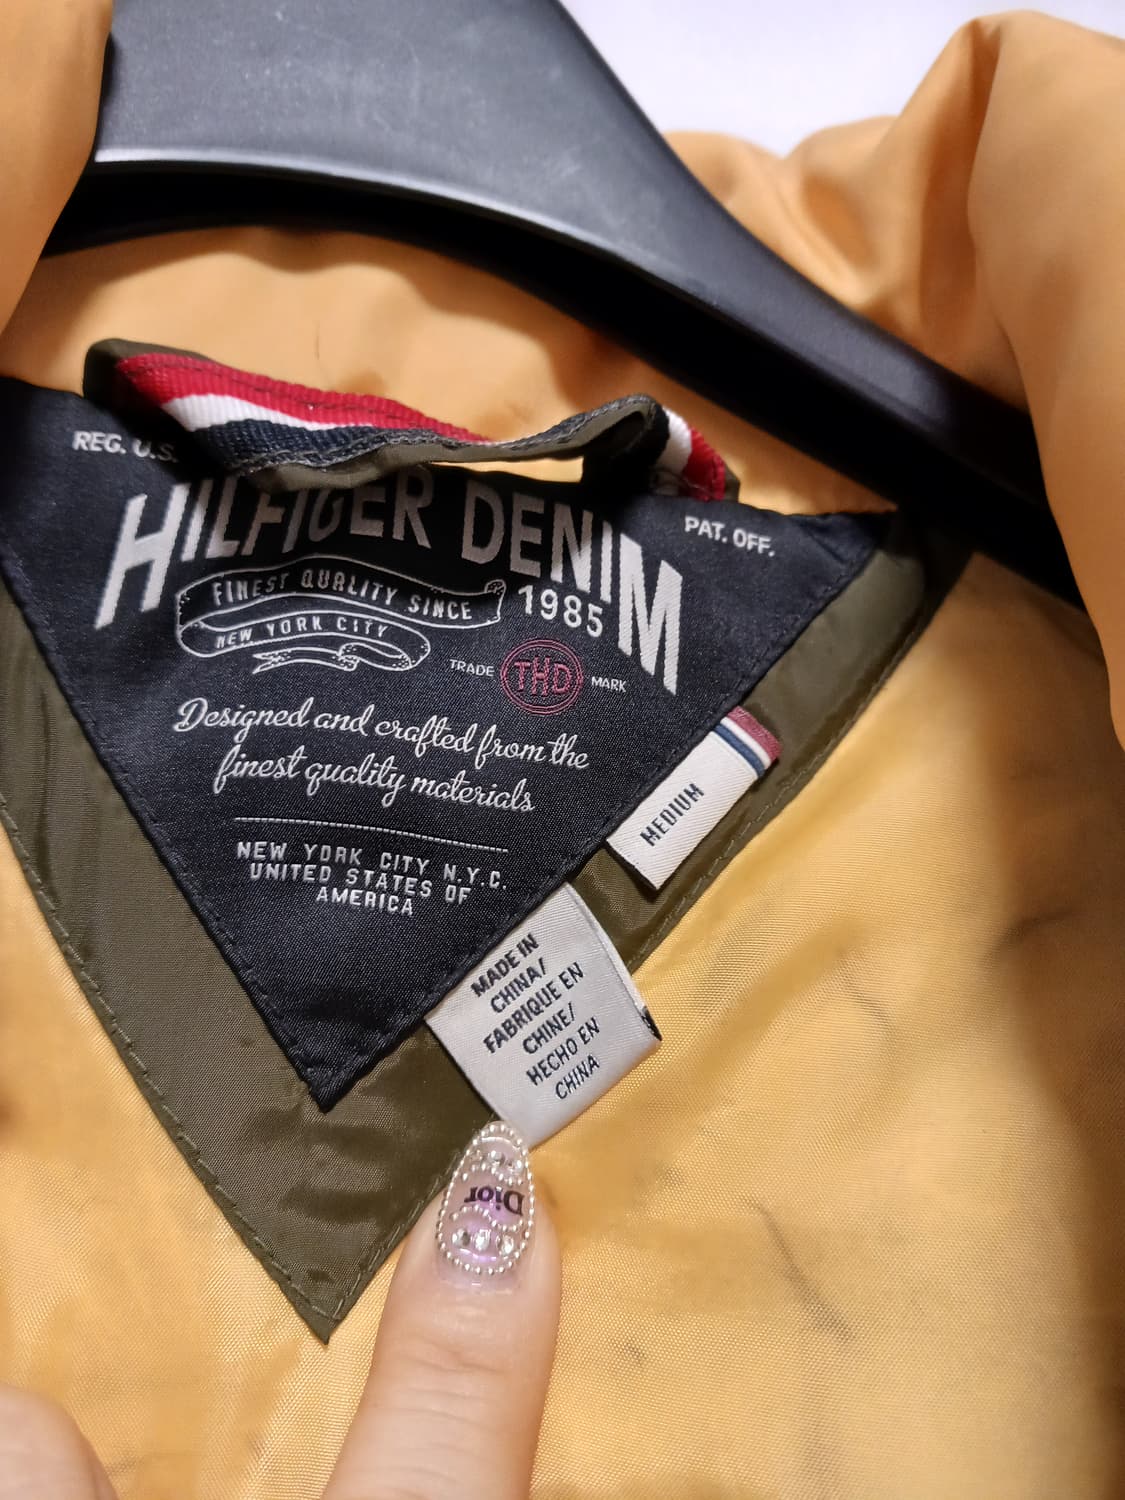 REG. U.S.
PAT. OFF.
HILFIGER DENIM
FINEST QUALITY SINCE
1985
NEW YORK CITY
TRADE THD MARK
Designed and crafted from the
finest quality materials
NEW YORK CITY N.Y.C.
UNITED STATES OF
AMERICA
MEDIUM
MADE IN
CHINA/
FABRIQUE EN
CHINE/
HECHO EN
CHINA
Dior